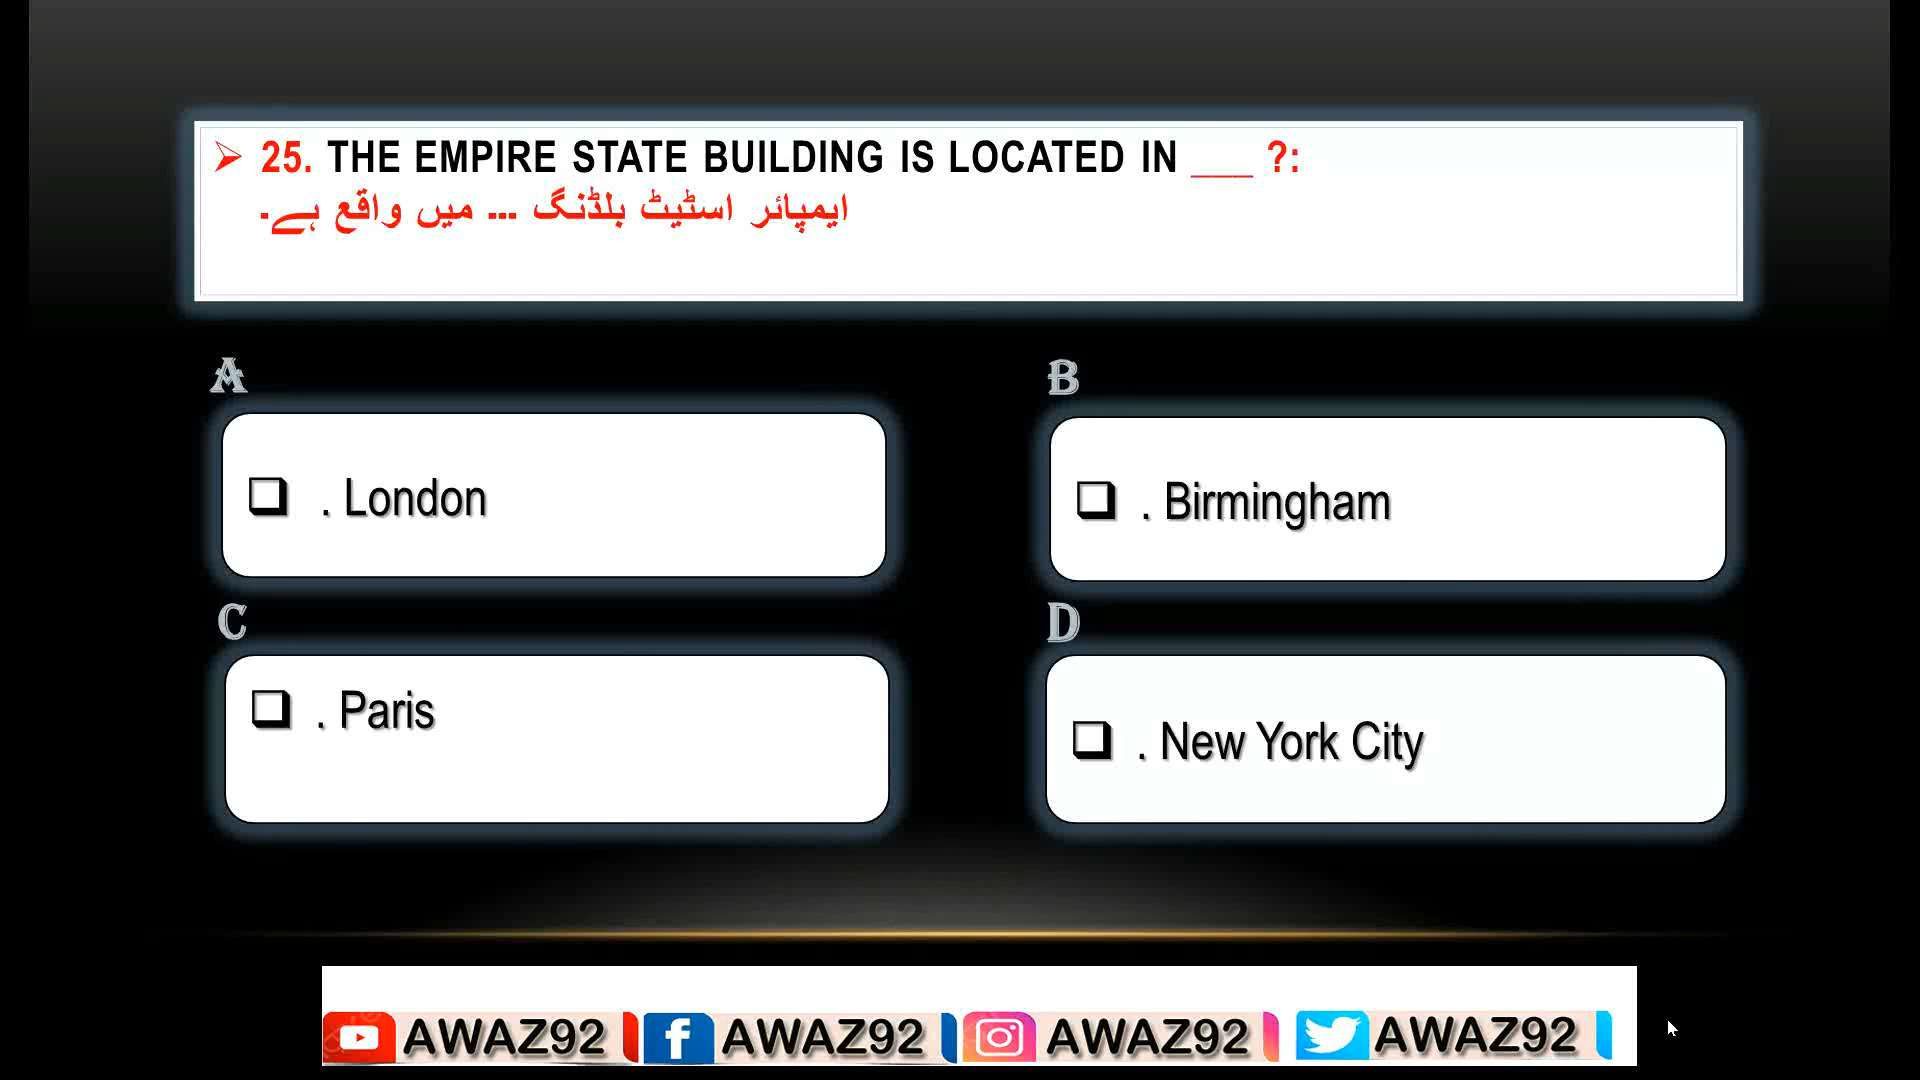 25. THE EMPIRE STATE BUILDING IS LOCATED IN ___ ?:
ایمپائر اسٹیٹ بلڈنگ ... میں واقع ہے۔
A
B
. London
. Birmingham
C
D
. Paris
. New York City
AWAZ92 AWAZ92 AWAZ92 AWAZ92